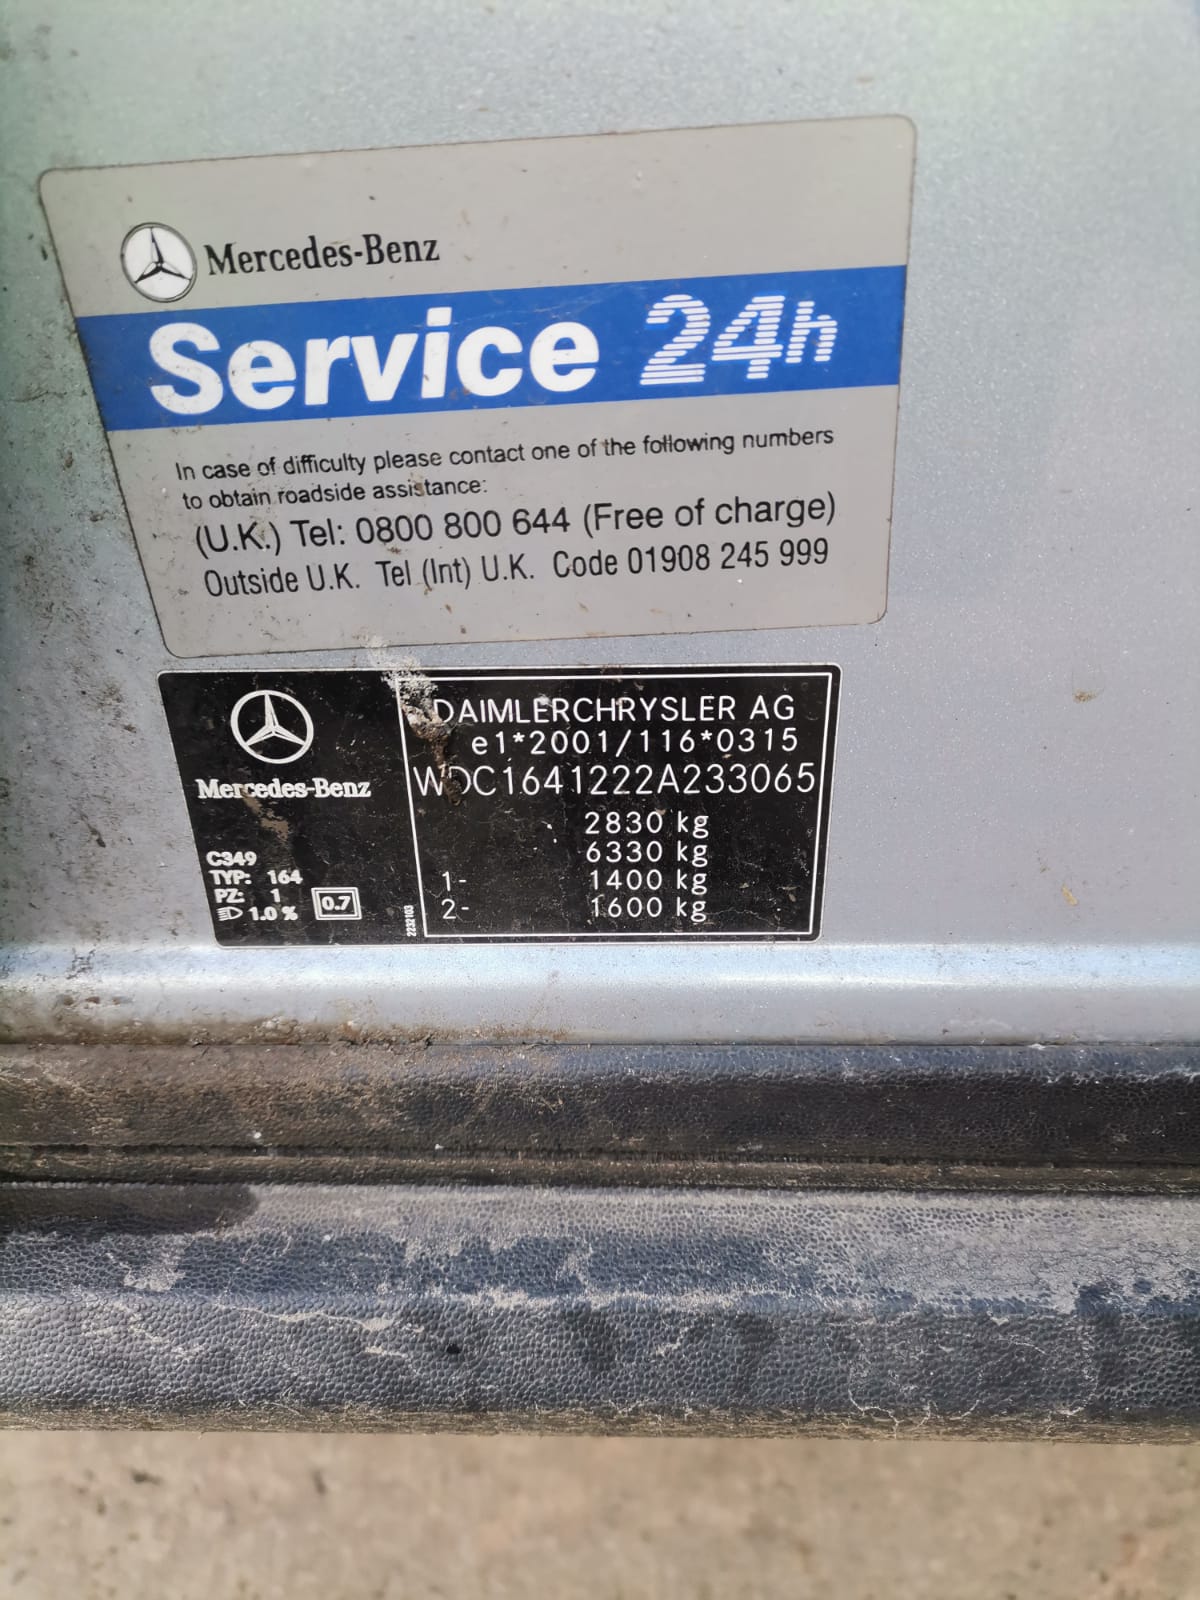 Mercedes-Benz
Service 24h
In case of difficulty please contact one of the following numbers
to obtain roadside assistance:
(U.K.) Tel: 0800 800 644 (Free of charge)
Outside U.K. Tel (Int) U.K. Code 01908 245 999
Mercedes-Benz
C349
TYP: 164
PZ: 1
1.0 %
0.7
2232103
DAIMLERCHRYSLER AG
e1*2001/116*0315
WDC1641222A233065
2830 kg
6330 kg
1- 1400 kg
2- 1600 kg